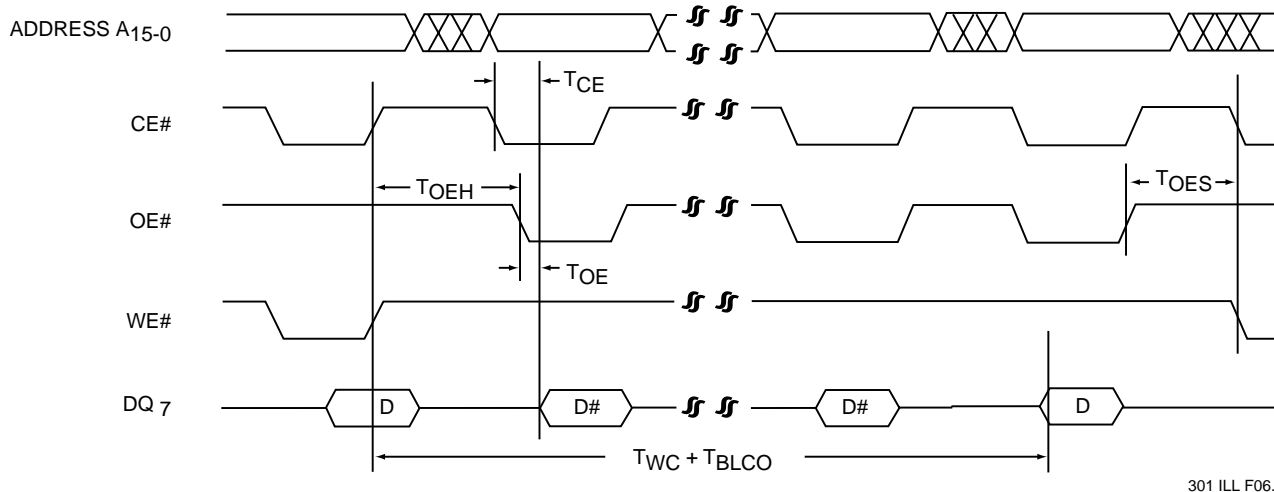 ADDRESS A15-0
TCE
CE#
TOEH
TOES
OE#
TOE
WE#
DQ 7
D
D#
D#
D
TWC + TBLCO
301 ILL F06.